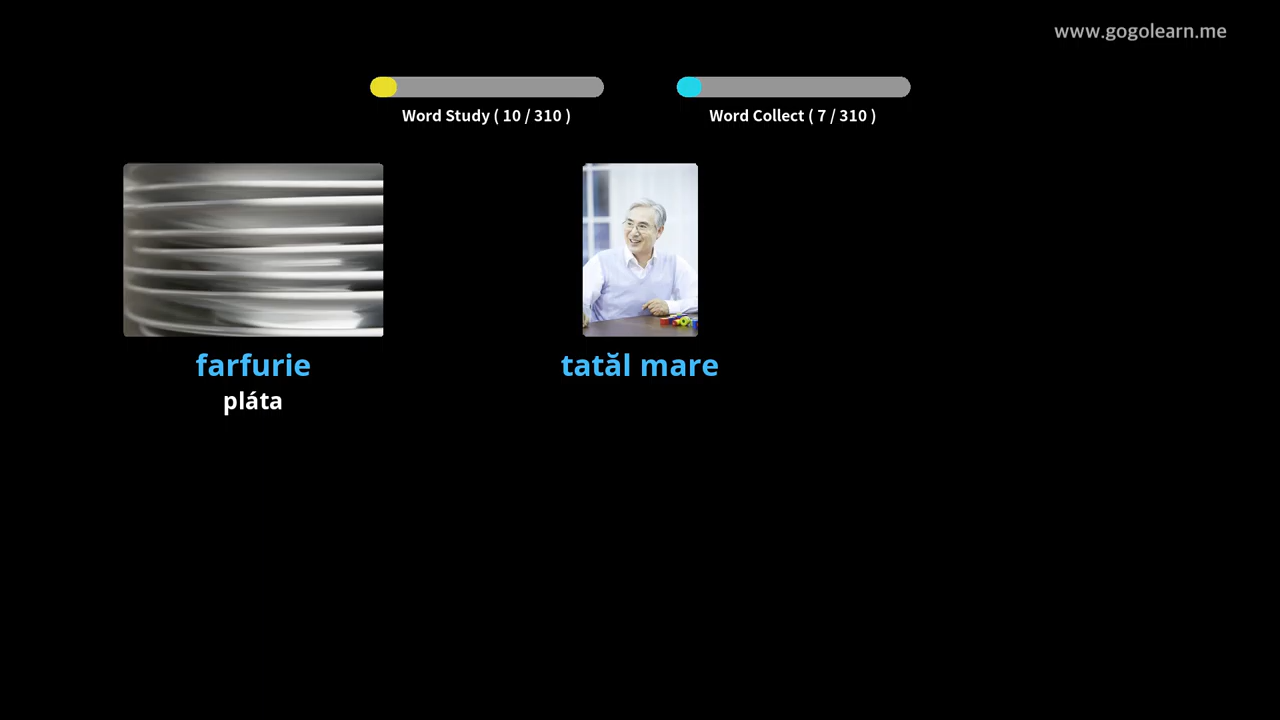 www.gogolearn.me
Word Study ( 10 / 310 )
Word Collect ( 7 / 310 )
farfurie
pláta
tatăl mare